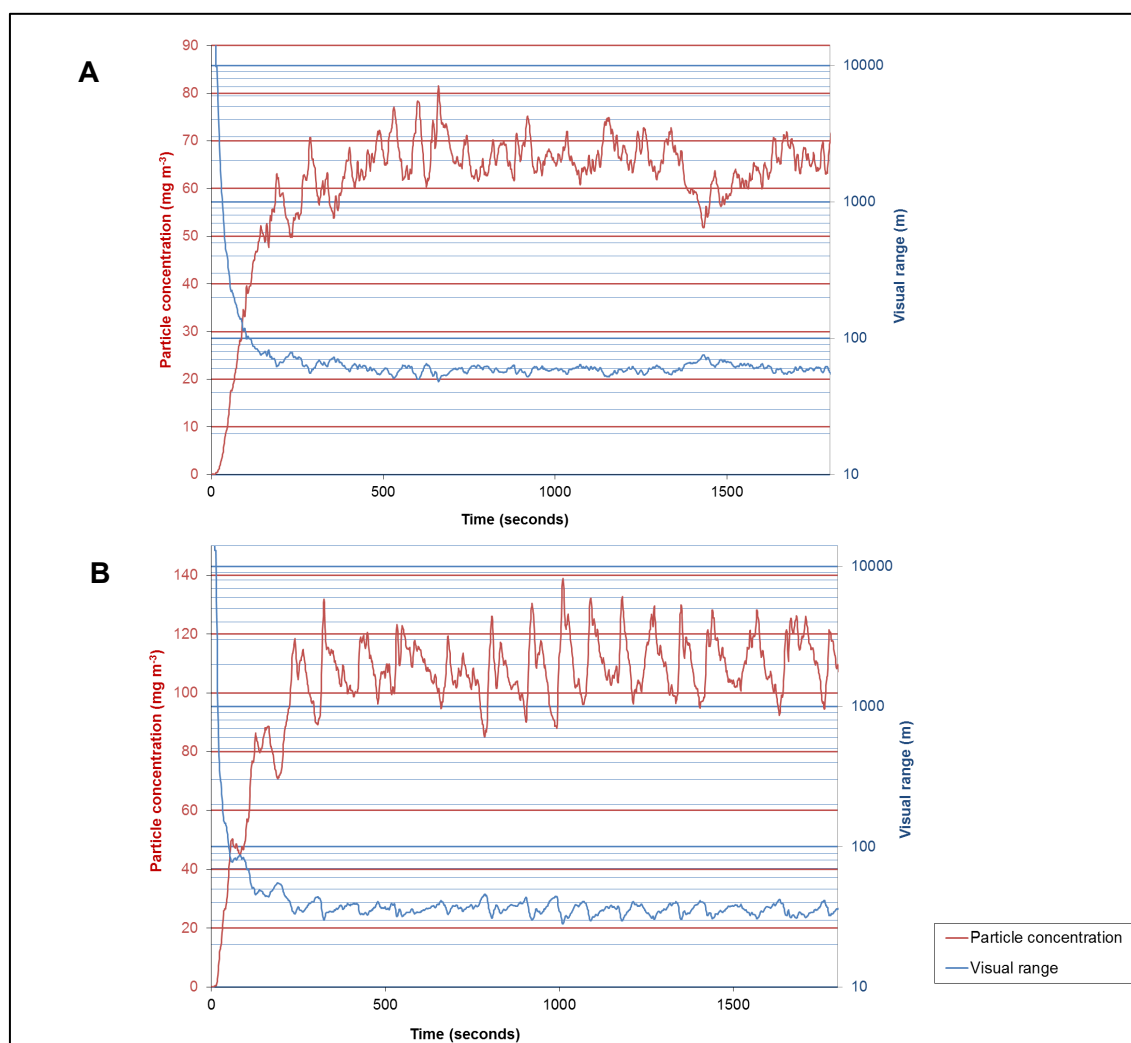 A
Particle concentration (mg m-3)
90
80
70
60
50
40
30
20
10
0
10000
1000
100
10
Visual range (m)
0 500 1000 1500
Time (seconds)
B
Particle concentration (mg m-3)
140
120
100
80
60
40
20
0
10000
1000
100
10
Visual range (m)
0 500 1000 1500
Time (seconds)
Particle concentration
Visual range